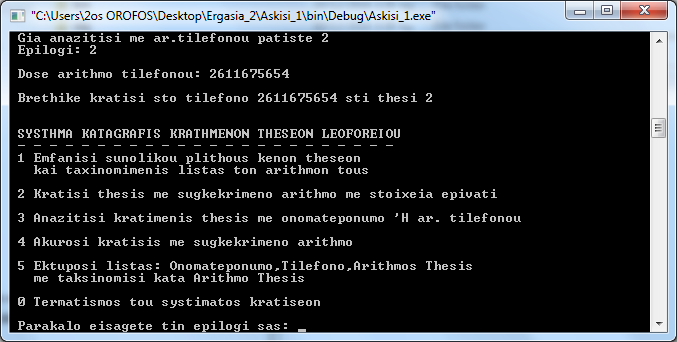 "C:\Users\2os OROFOS\Desktop\Ergasia_2\Askisi_1\bin\Debug\Askisi_1.exe"
Gia anazitisi me ar.tilefonou patiste 2
Epilogi: 2
Dose arithmo tilefonou: 2611675654
Brethike kratisi sto tilefono 2611675654 sti thesi 2
SYSTHMA KATAGRAFIS KRATHMENON THESEON LEOFOREIOU
- - - - - - - - - - - - - - - - - - - - - - - -
1 Emfanisi sunolikou plithous kenon theseon
kai taxinomimenis listas ton arithmon tous
2 Kratisi thesis me sugkekrimeno arithmo me stoixeia epivati
3 Anazitisi kratimenis thesis me onomateponumo 'H ar. tilefonou
4 Akurosi kratisis me sugkekrimeno arithmo
5 Ektuposi listas: Onomateponumo,Tilefono,Arithmos Thesis
me taksinomisi kata Arithmo Thesis
0 Termatismos tou systimatos kratiseon
Parakalo eisagete tin epilogi sas: _